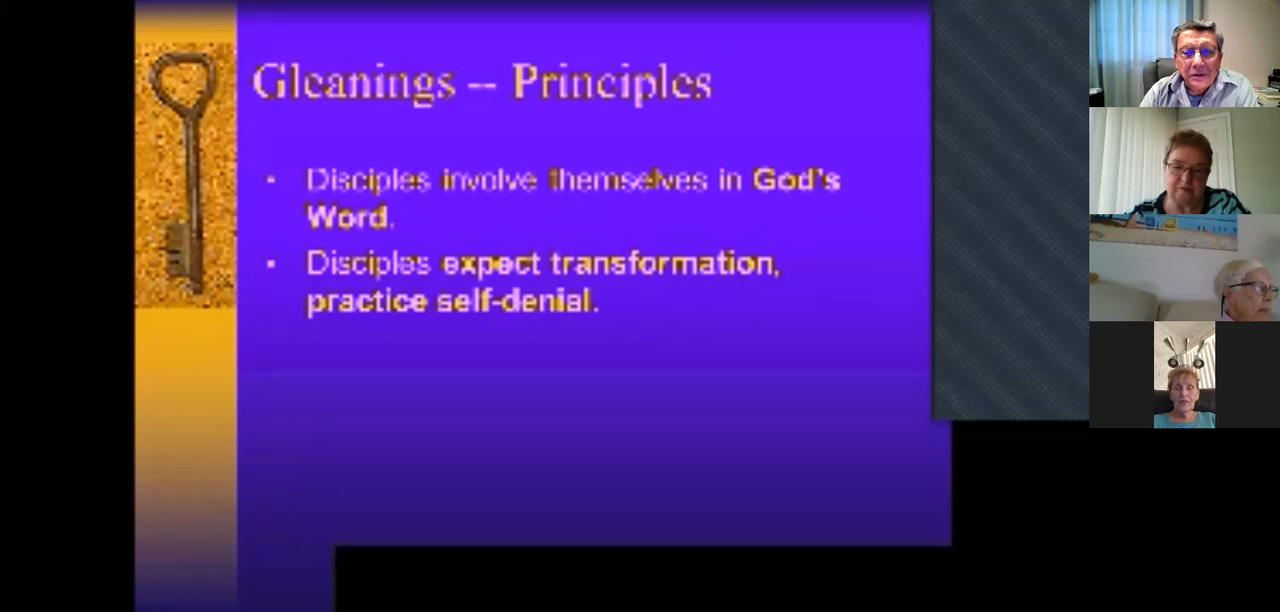 Gleanings -- Principles
• Disciples involve themselves in God's
Word.
• Disciples expect transformation,
practice self-denial.